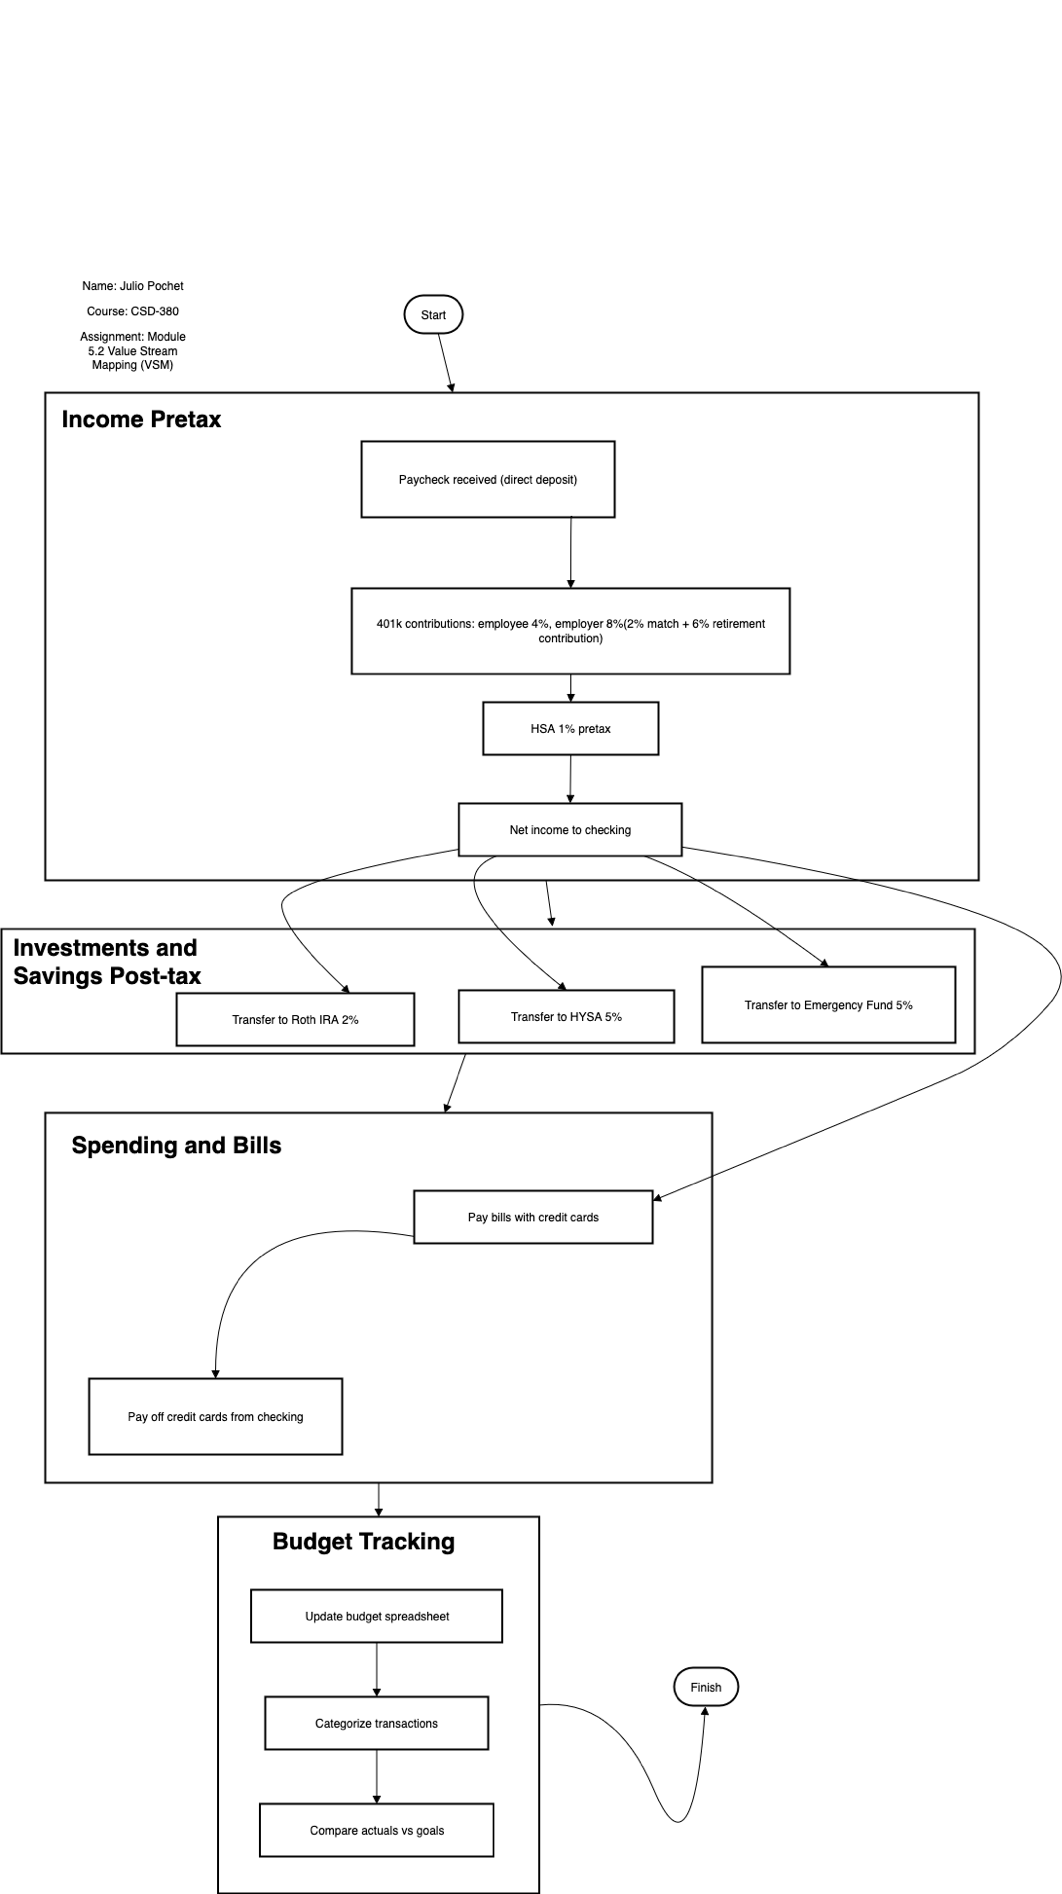 Name: Julio Pochet
Course: CSD-380
Assignment: Module
5.2 Value Stream
Mapping (VSM)
Start
Income Pretax
Paycheck received (direct deposit)
401k contributions: employee 4%, employer 8%(2% match + 6% retirement
contribution)
HSA 1% pretax
Net income to checking
Investments and
Savings Post-tax
Transfer to Roth IRA 2%
Transfer to HYSA 5%
Transfer to Emergency Fund 5%
Spending and Bills
Pay bills with credit cards
Pay off credit cards from checking
Budget Tracking
Update budget spreadsheet
Categorize transactions
Compare actuals vs goals
Finish